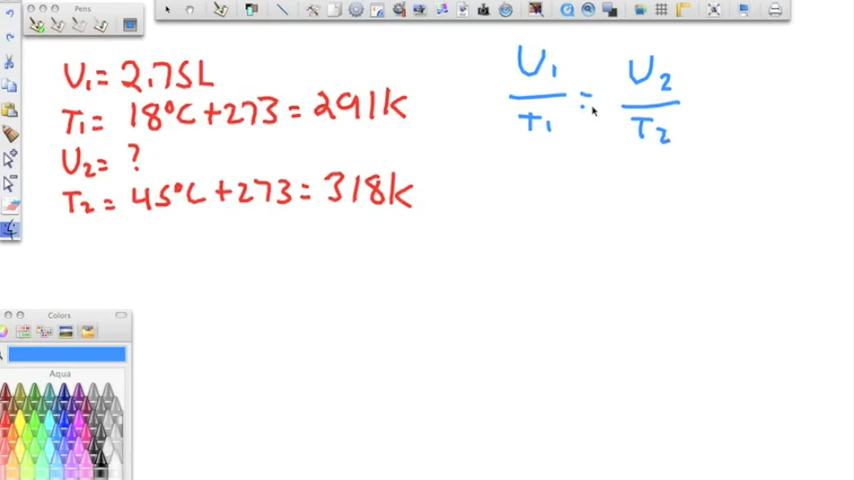 Pens
V₁ = 2.75L
T₁ = 18°C + 273 = 291K
V₂ = ?
T₂ = 45°C + 273 = 318K
V₁/T₁ = V₂/T₂
Colors
Aqua